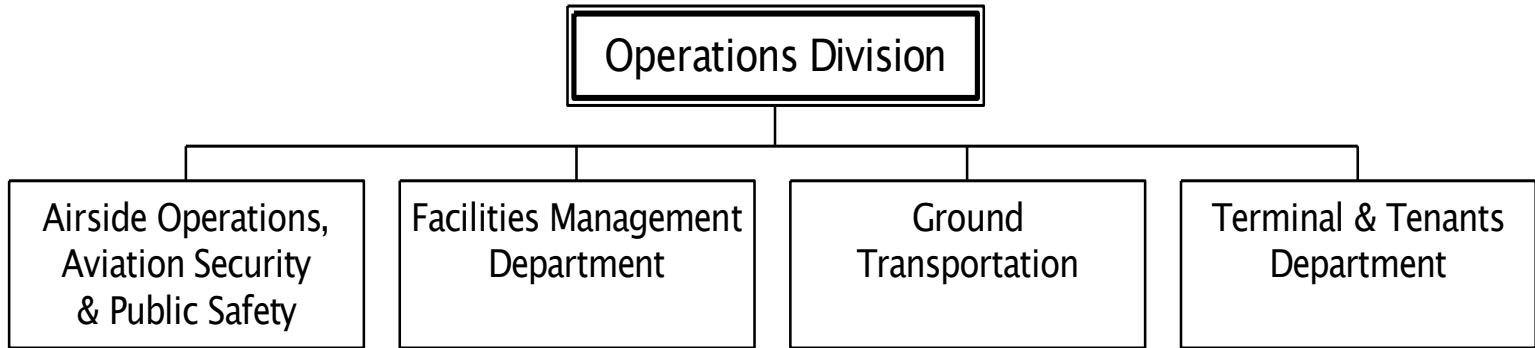 Operations Division
Airside Operations,
Aviation Security
& Public Safety
Facilities Management
Department
Ground
Transportation
Terminal & Tenants
Department